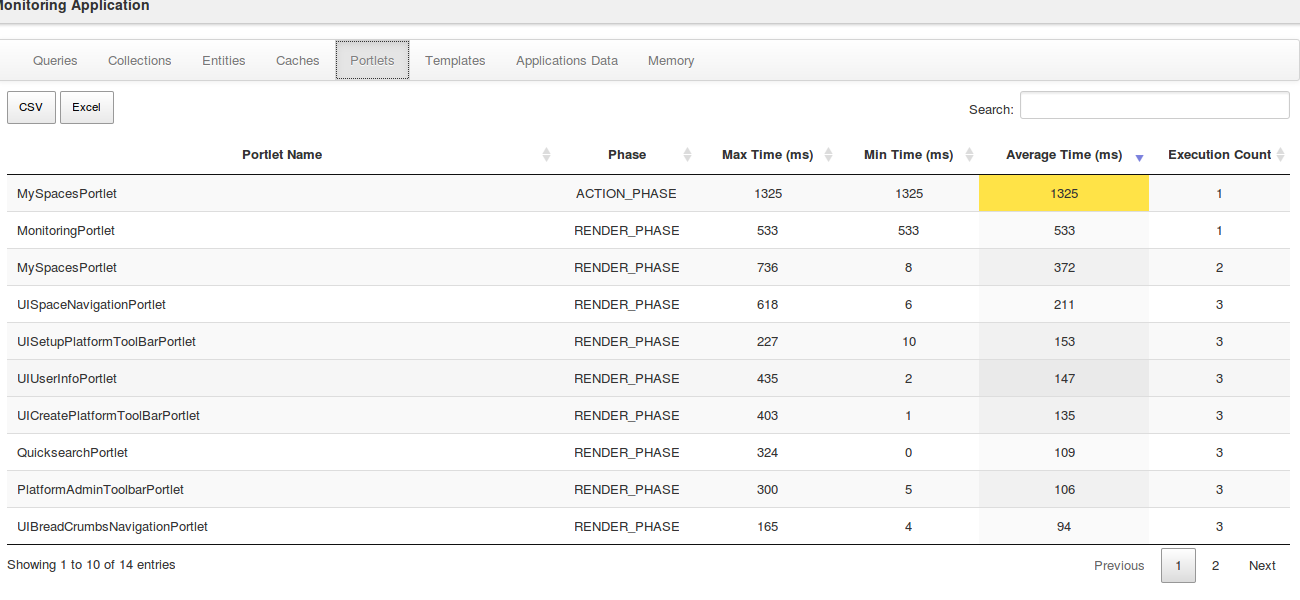 Monitoring Application
Queries Collections Entities Caches Portlets Templates Applications Data Memory
CSV Excel Search:
Portlet Name Phase Max Time (ms) Min Time (ms) Average Time (ms) Execution Count
MySpacesPortlet ACTION_PHASE 1325 1325 1325 1
MonitoringPortlet RENDER_PHASE 533 533 533 1
MySpacesPortlet RENDER_PHASE 736 8 372 2
UISpaceNavigationPortlet RENDER_PHASE 618 6 211 3
UISetupPlatformToolBarPortlet RENDER_PHASE 227 10 153 3
UIUserInfoPortlet RENDER_PHASE 435 2 147 3
UICreatePlatformToolBarPortlet RENDER_PHASE 403 1 135 3
QuicksearchPortlet RENDER_PHASE 324 0 109 3
PlatformAdminToolbarPortlet RENDER_PHASE 300 5 106 3
UIBreadCrumbsNavigationPortlet RENDER_PHASE 165 4 94 3
Showing 1 to 10 of 14 entries Previous 1 2 Next